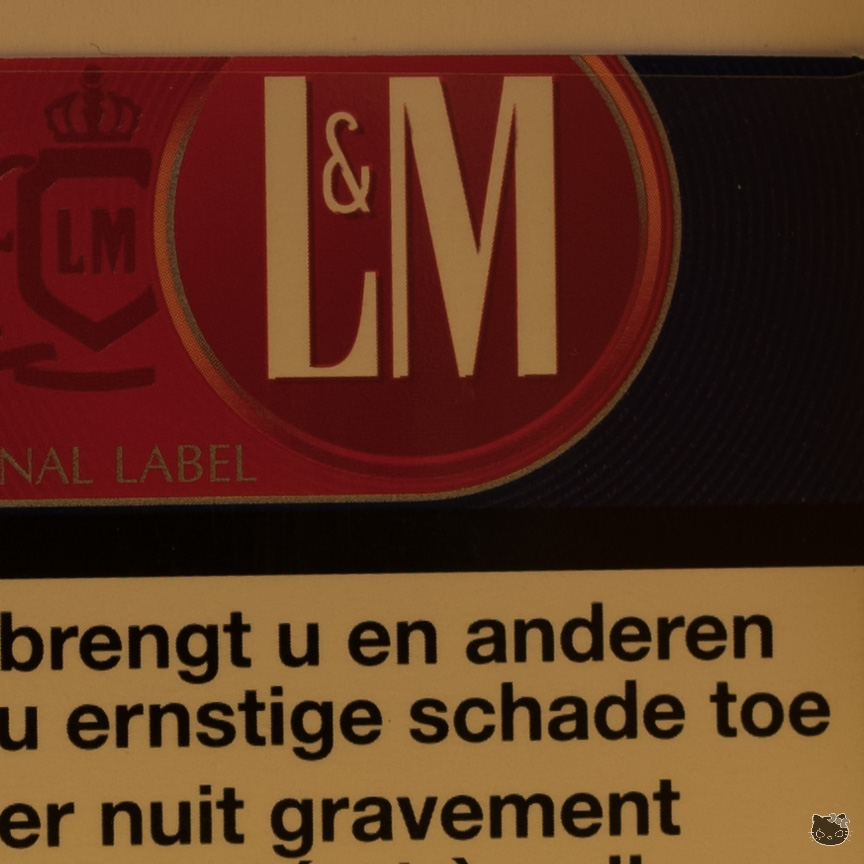 L&M
LM
NAL LABEL
brengt u en anderen
u ernstige schade toe
er nuit gravement